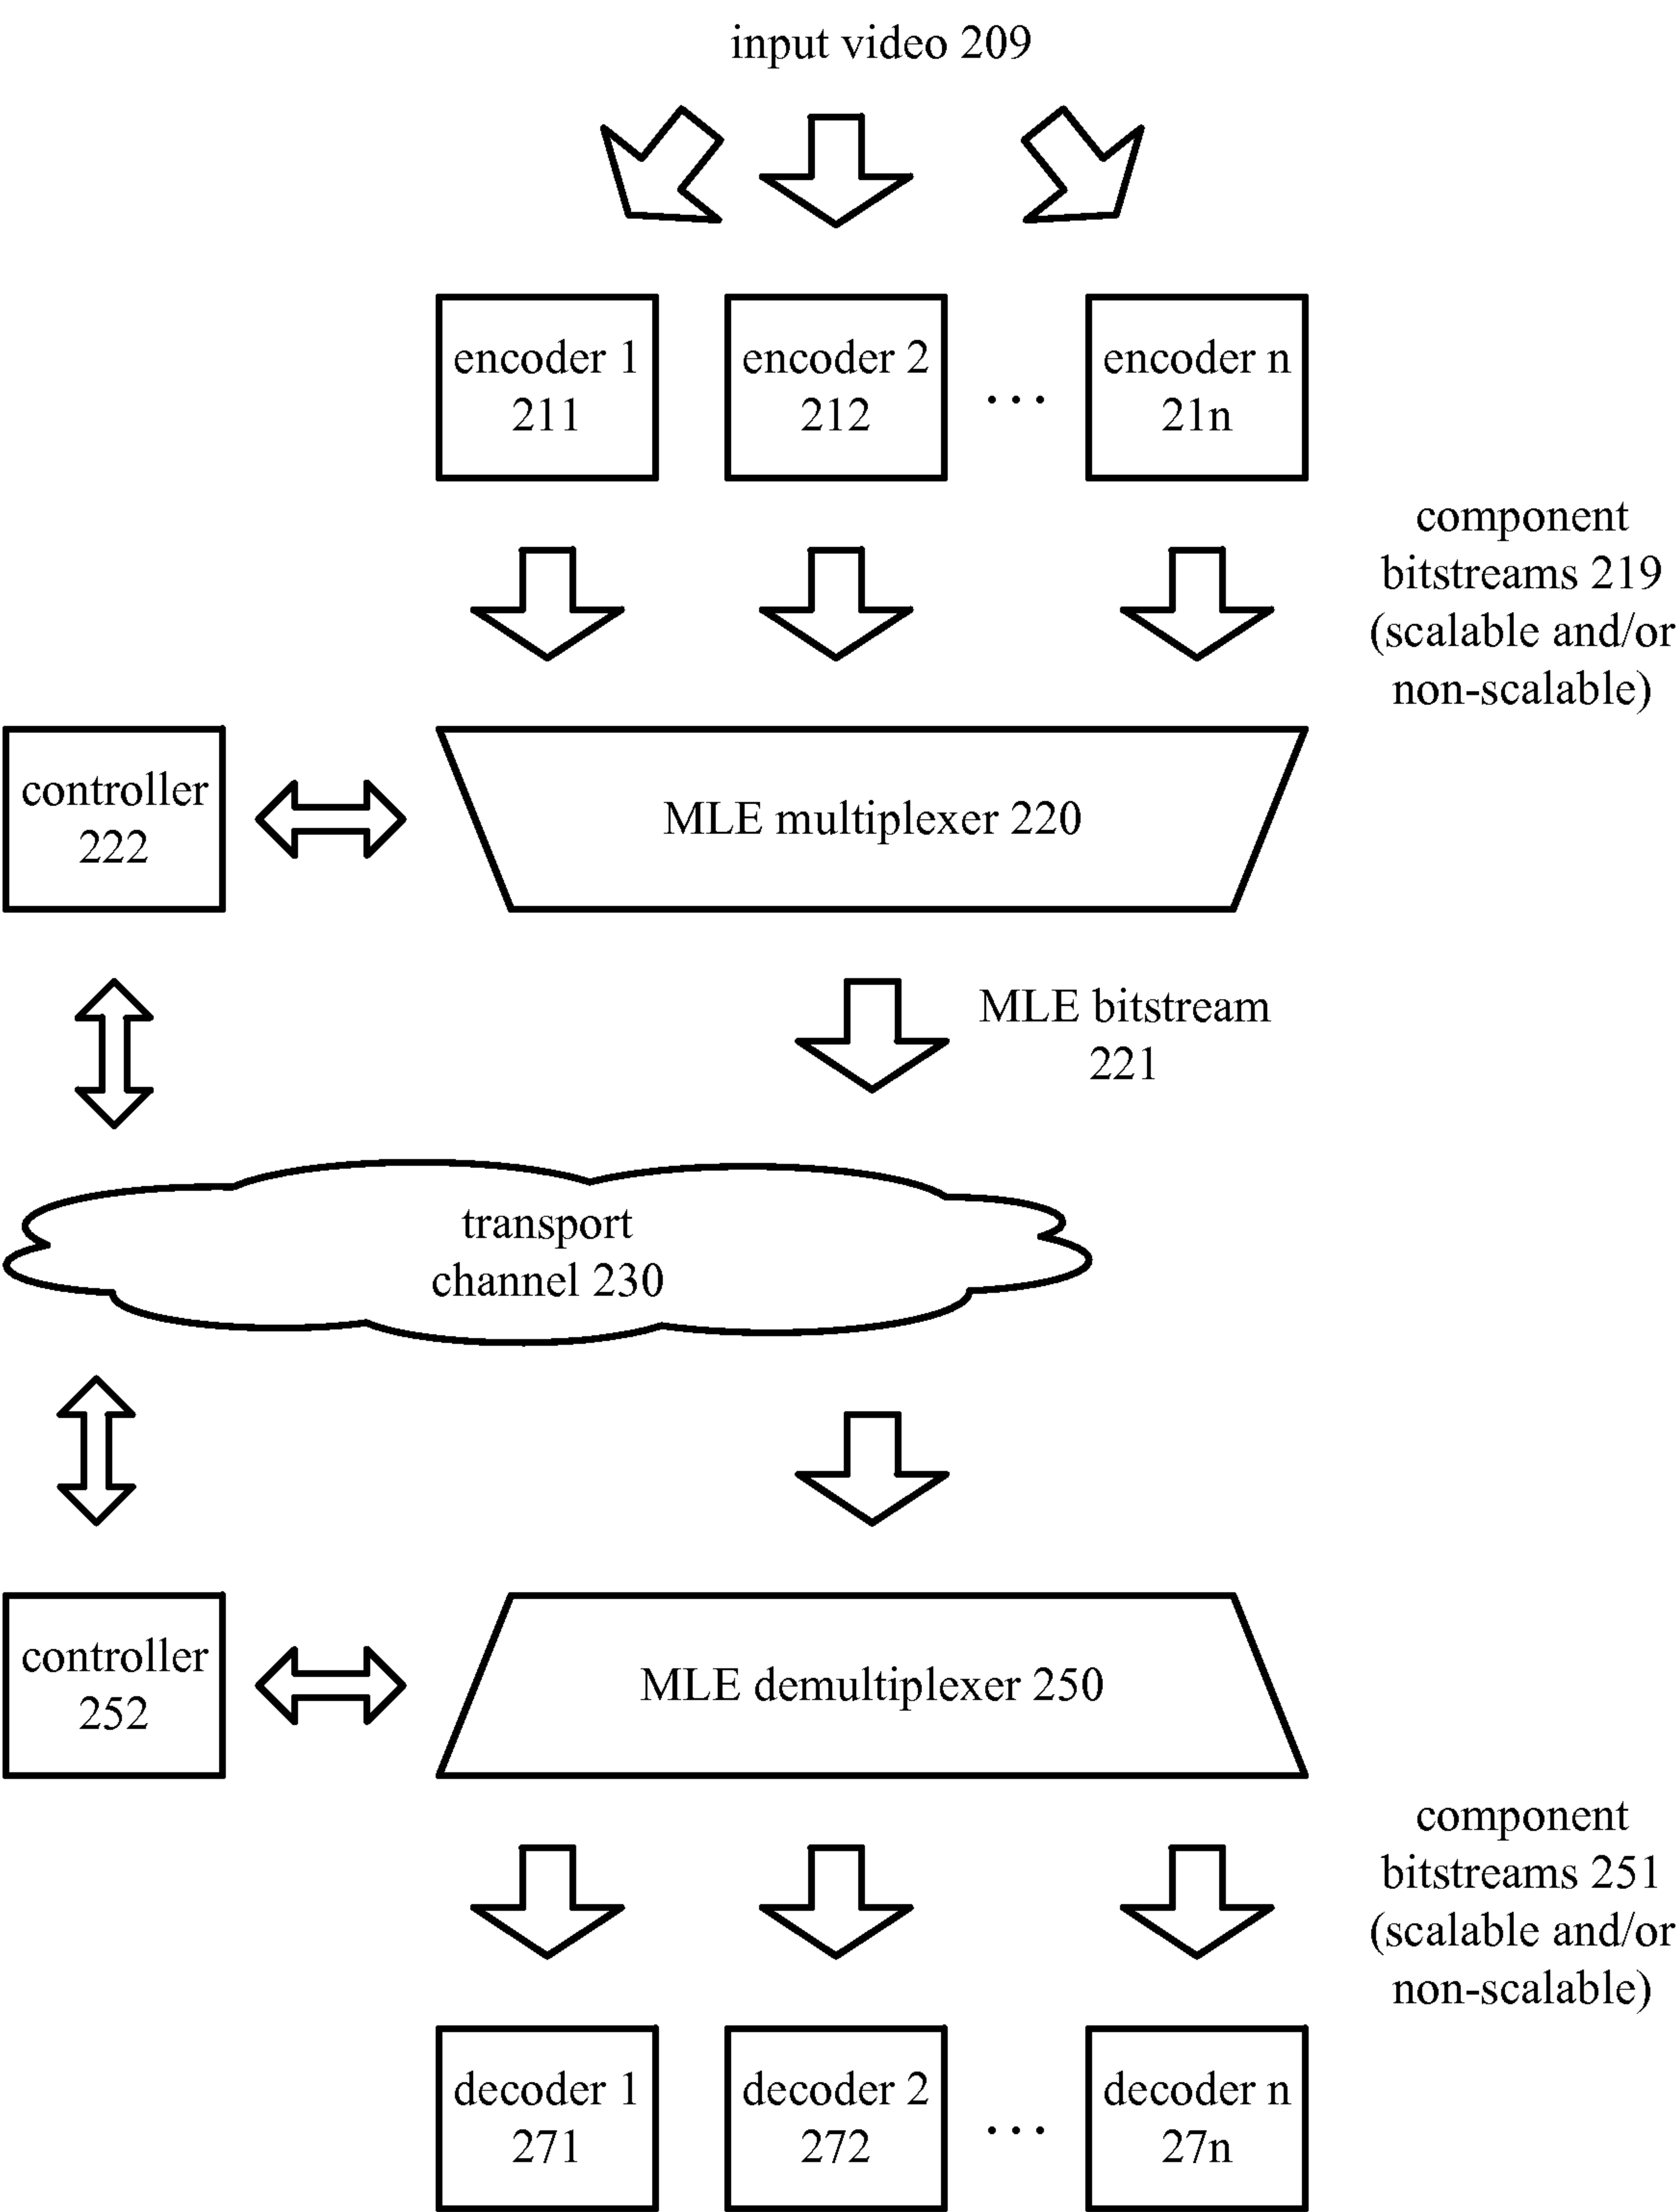 input video 209
encoder 1
211
encoder 2
212
...
encoder n
21n
component
bitstreams 219
(scalable and/or
non-scalable)
controller
222
MLE multiplexer 220
MLE bitstream
221
transport
channel 230
controller
252
MLE demultiplexer 250
component
bitstreams 251
(scalable and/or
non-scalable)
decoder 1
271
decoder 2
272
...
decoder n
27n